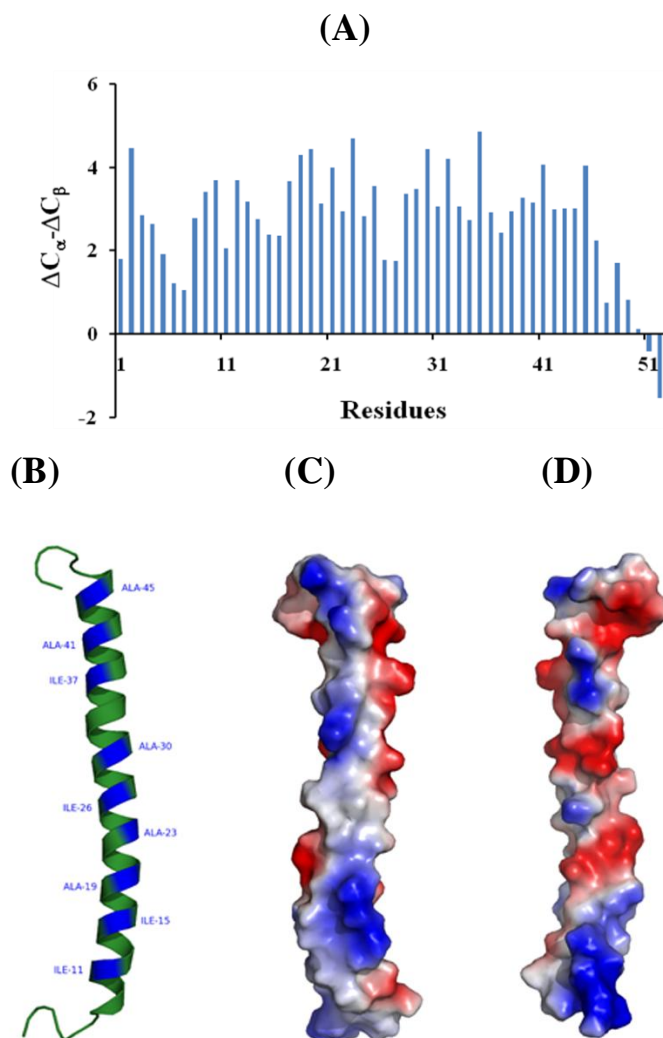 (A)
6
4
2
0
-2
ΔCα-ΔCβ
1 11 21 31 41 51
Residues
(B) (C) (D)
ALA-45
ALA-41
ILE-37
ALA-30
ILE-26
ALA-23
ALA-19
ILE-15
ILE-11